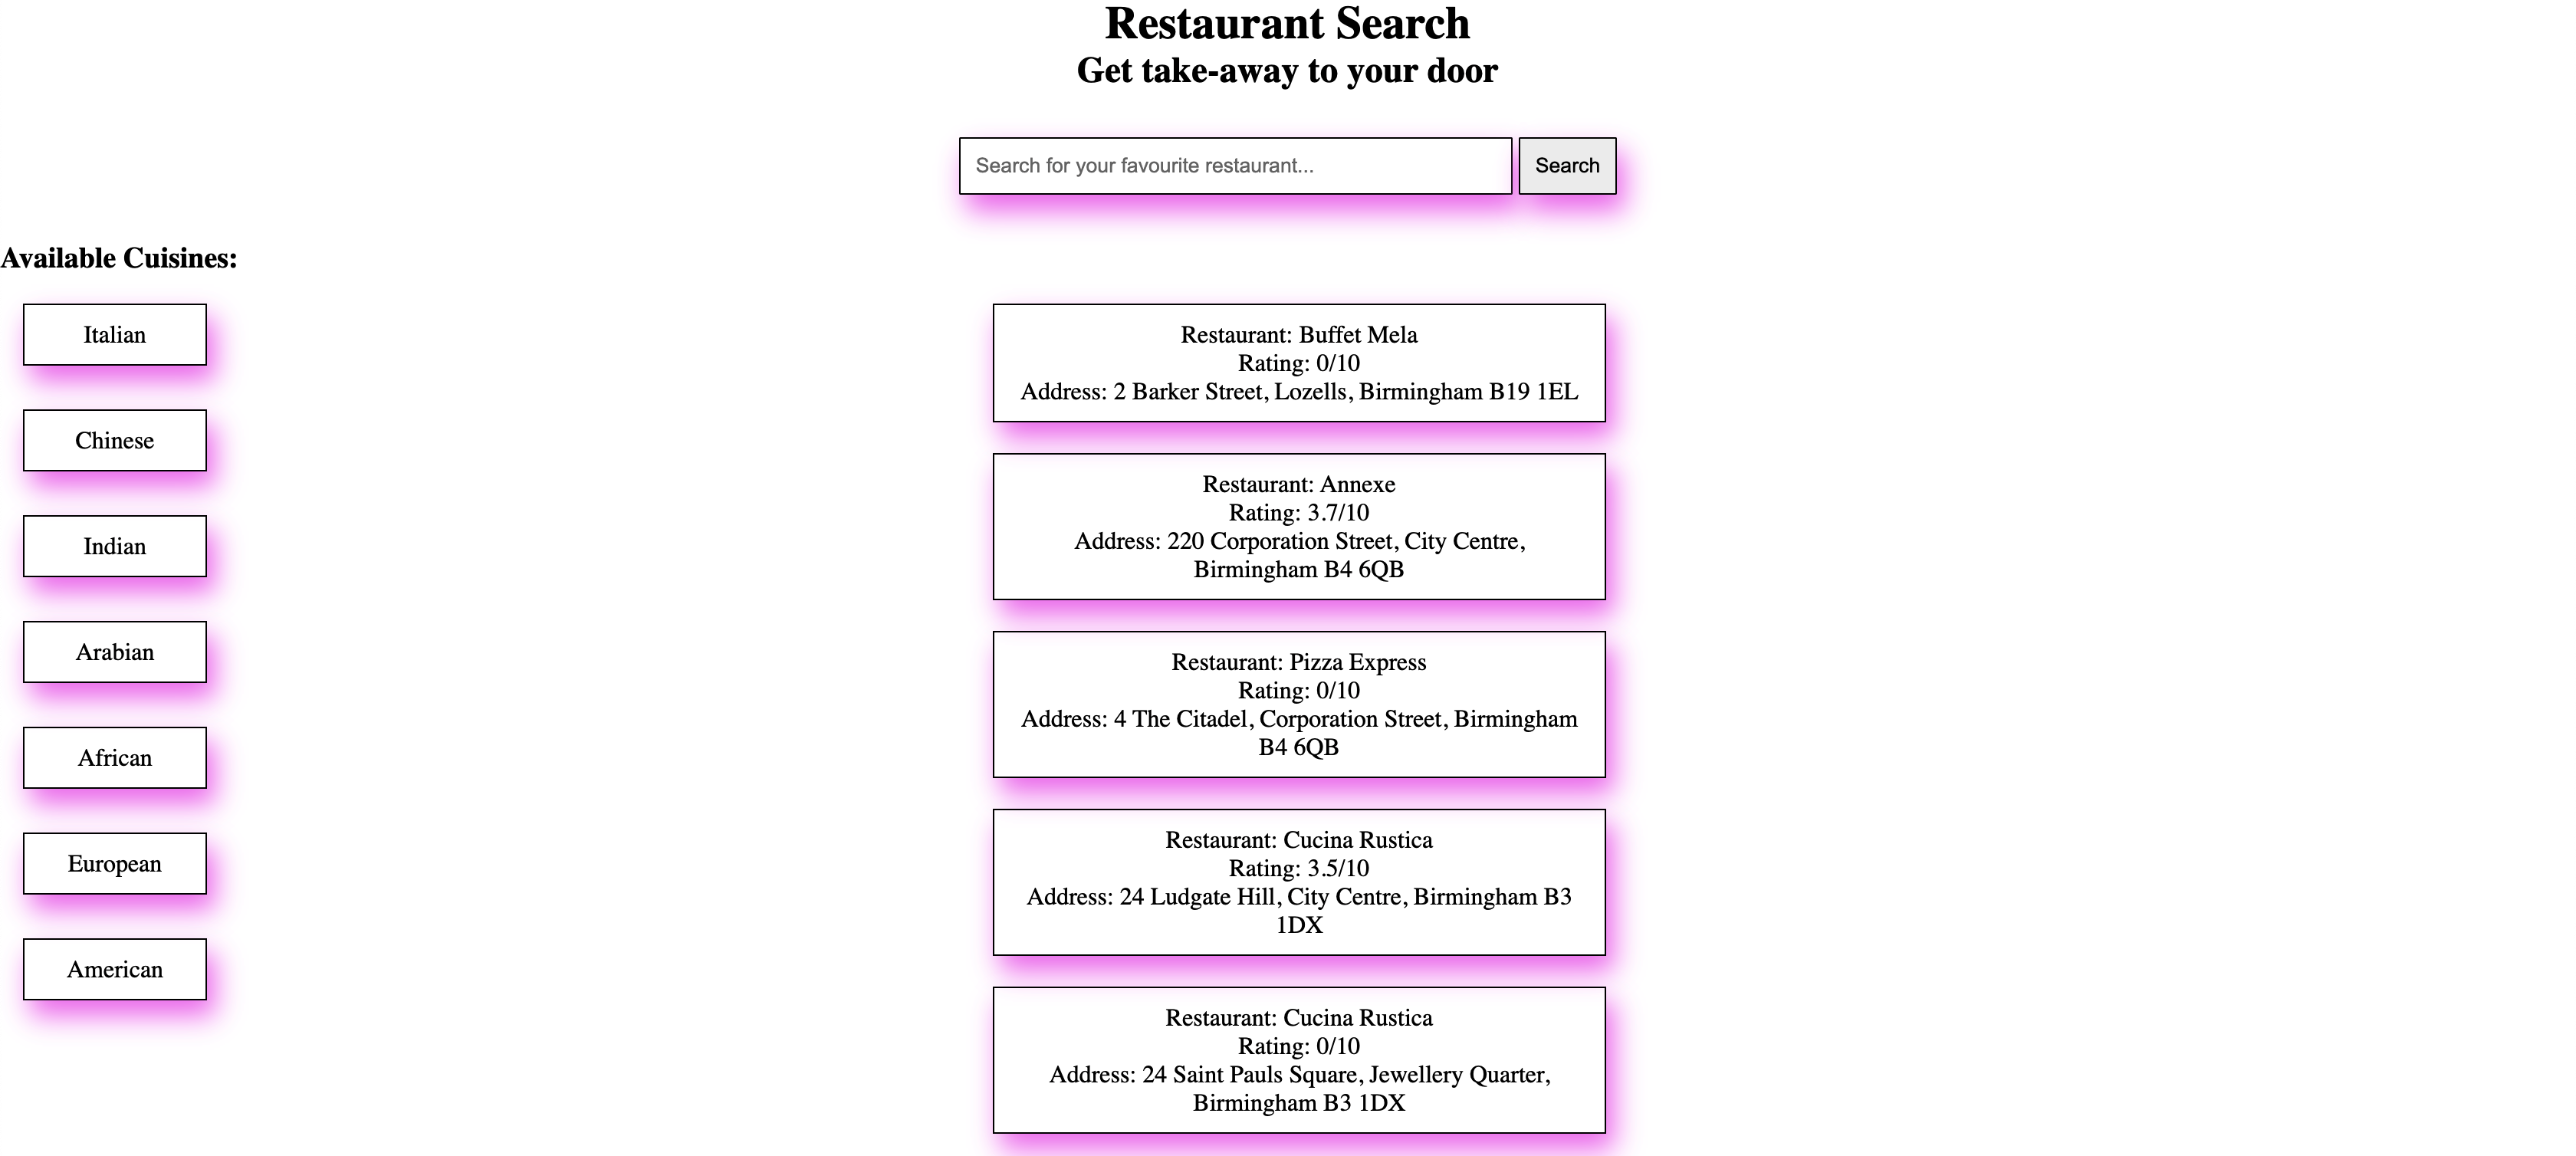 Restaurant Search
Get take-away to your door
Search for your favourite restaurant...
Search
Available Cuisines:
Italian
Chinese
Indian
Arabian
African
European
American
Restaurant: Buffet Mela
Rating: 0/10
Address: 2 Barker Street, Lozells, Birmingham B19 1EL
Restaurant: Annexe
Rating: 3.7/10
Address: 220 Corporation Street, City Centre,
Birmingham B4 6QB
Restaurant: Pizza Express
Rating: 0/10
Address: 4 The Citadel, Corporation Street, Birmingham
B4 6QB
Restaurant: Cucina Rustica
Rating: 3.5/10
Address: 24 Ludgate Hill, City Centre, Birmingham B3
1DX
Restaurant: Cucina Rustica
Rating: 0/10
Address: 24 Saint Pauls Square, Jewellery Quarter,
Birmingham B3 1DX